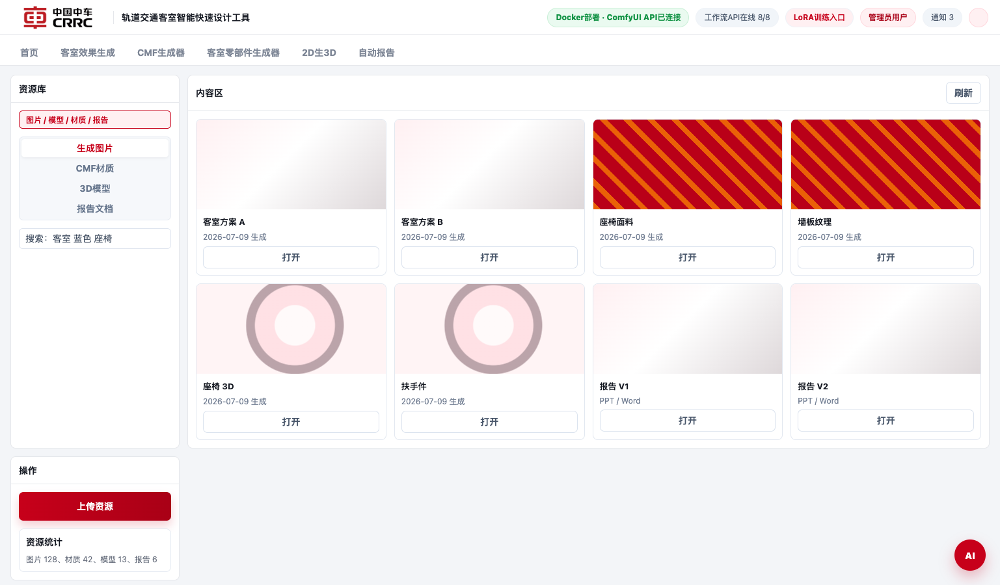 中国中车
CRRC
轨道交通客室智能快速设计工具
Docker部署 · ComfyUI API已连接
工作流API在线 8/8
LoRA训练入口
管理员用户
通知 3
首页
客室效果生成
CMF生成器
客室零部件生成器
2D生3D
自动报告
资源库
图片 / 模型 / 材质 / 报告
生成图片
CMF材质
3D模型
报告文档
搜索：客室 蓝色 座椅
内容区
刷新
客室方案 A
2026-07-09 生成
打开
客室方案 B
2026-07-09 生成
打开
座椅面料
2026-07-09 生成
打开
墙板纹理
2026-07-09 生成
打开
座椅 3D
2026-07-09 生成
打开
扶手件
2026-07-09 生成
打开
报告 V1
PPT / Word
打开
报告 V2
PPT / Word
打开
操作
上传资源
资源统计
图片 128、材质 42、模型 13、报告 6
AI